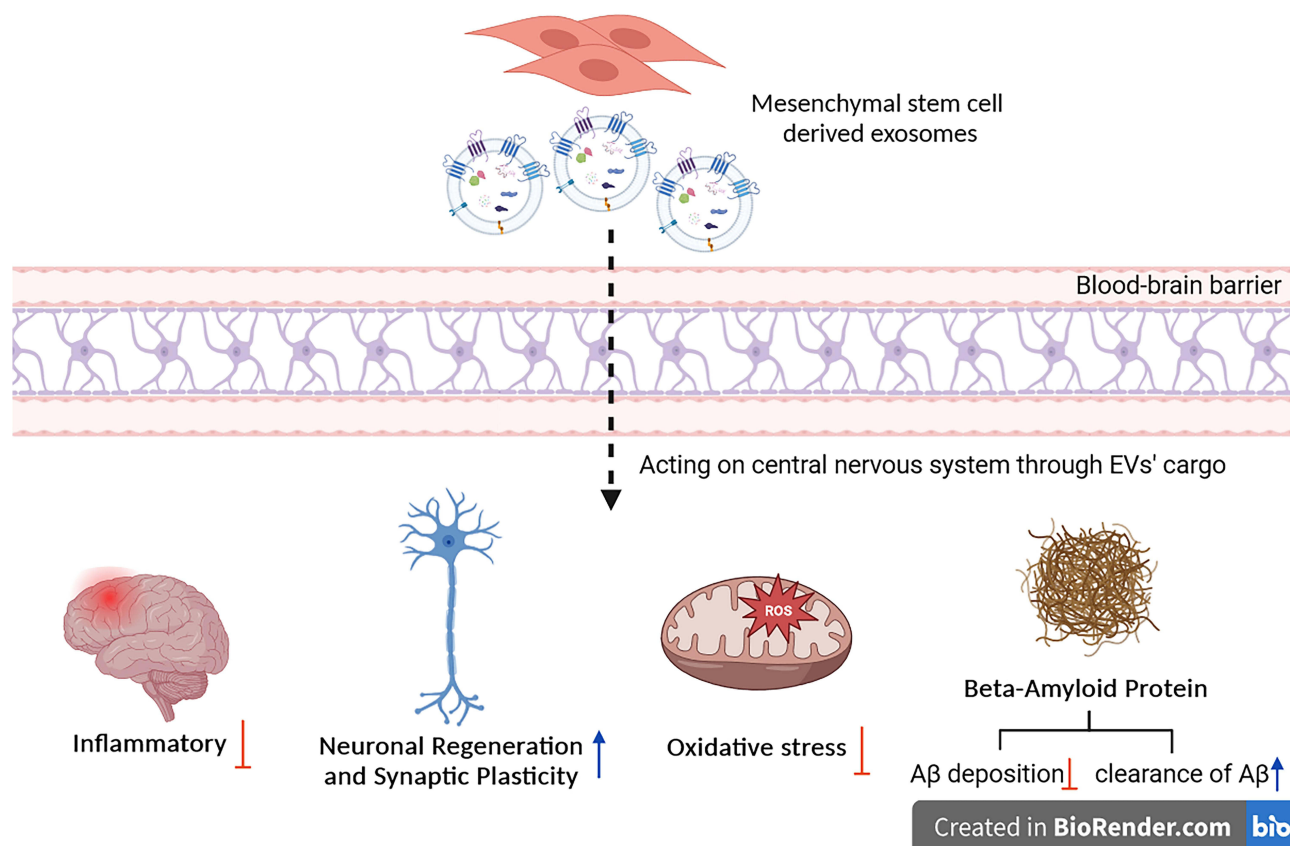 Mesenchymal stem cell
derived exosomes
Blood-brain barrier
Acting on central nervous system through EVs' cargo
ROS
Beta-Amyloid Protein
Inflammatory
Neuronal Regeneration
and Synaptic Plasticity
Oxidative stress
Aβ deposition
clearance of Aβ
Created in BioRender.com
bio